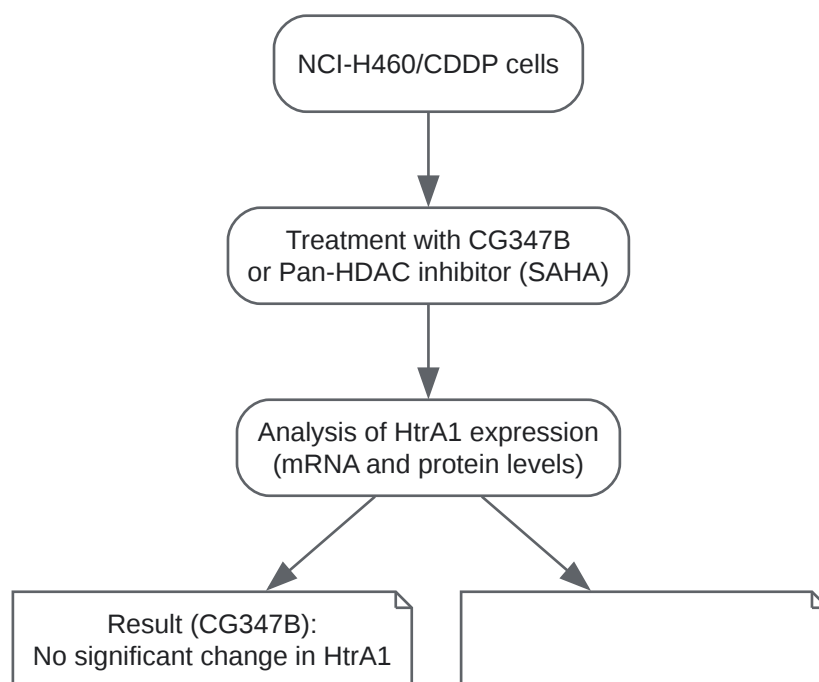 NCI-H460/CDDP cells
Treatment with CG347B
or Pan-HDAC inhibitor (SAHA)
Analysis of HtrA1 expression
(mRNA and protein levels)
Result (CG347B):
No significant change in HtrA1